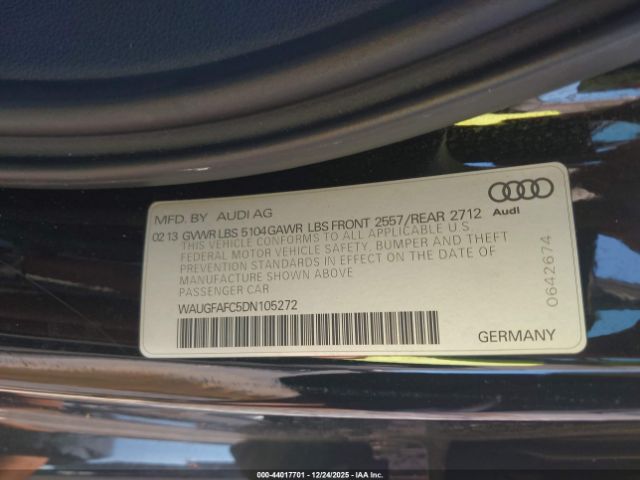 MFD. BY AUDI AG
Audi
02 13 GVWR LBS 5104 GAWR LBS FRONT 2557/REAR 2712
THIS VEHICLE CONFORMS TO ALL APPLICABLE U.S.
FEDERAL MOTOR VEHICLE SAFETY, BUMPER AND THEFT
PREVENTION STANDARDS IN EFFECT ON THE DATE OF
MANUFACTURE SHOWN ABOVE
PASSENGER CAR
0642674
WAUGFAFC5DN105272
GERMANY
000-44017701 - 12/24/2025 - IAA Inc.